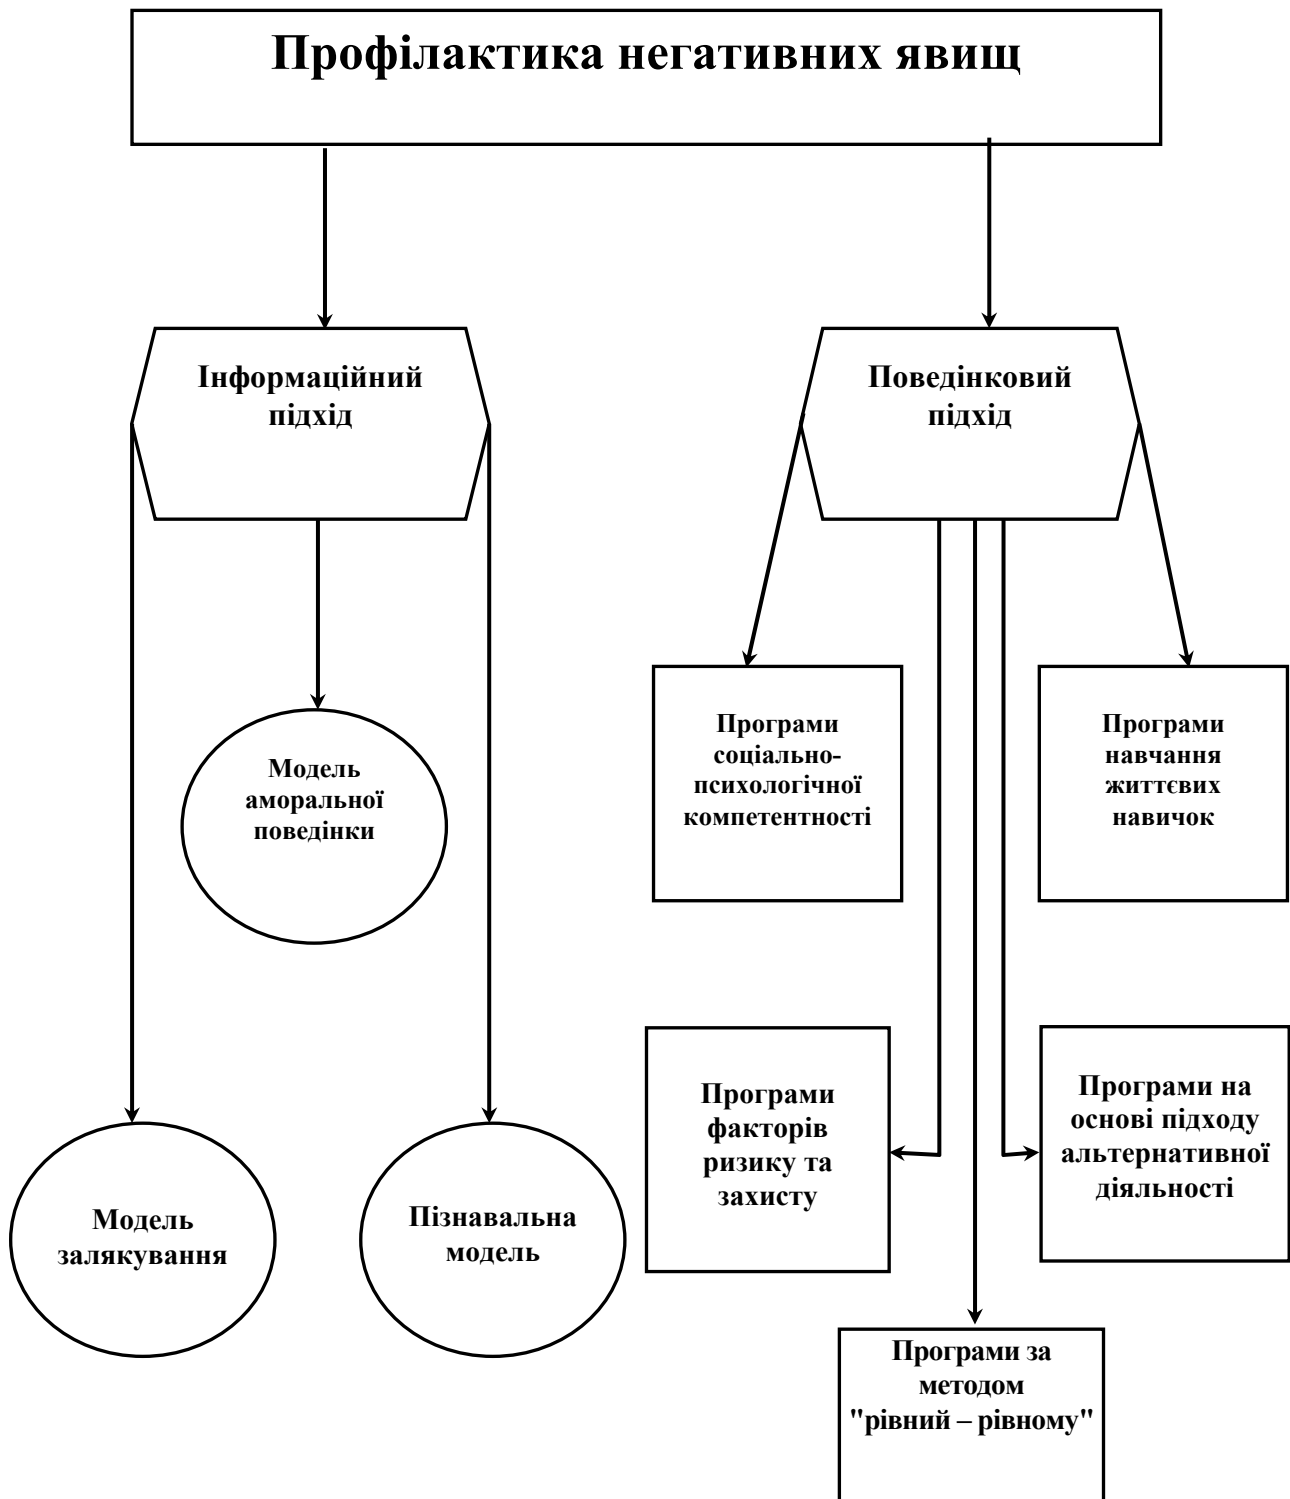 Профілактика негативних явищ
Інформаційний
підхід
Поведінковий
підхід
Модель
аморальної
поведінки
Програми
соціально-
психологічної
компетентності
Програми
навчання
життєвих
навичок
Модель
залякування
Пізнавальна
модель
Програми
факторів
ризику та
захисту
Програми на
основі підходу
альтернативної
діяльності
Програми за
методом
"рівний – рівному"